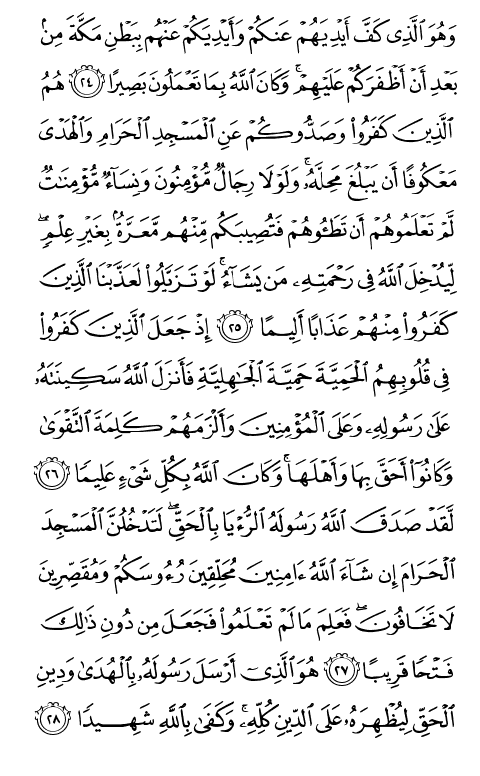 وَهُوَ ٱلَّذِى كَفَّ أَيْدِيَهُمْ عَنكُمْ وَأَيْدِيَكُمْ عَنْهُم بِبَطْنِ مَكَّةَ مِنۢ
بَعْدِ أَنْ أَظْفَرَكُمْ عَلَيْهِمْ ۚ وَكَانَ ٱللَّهُ بِمَا تَعْمَلُونَ بَصِيرًا ٢٤ هُمُ
ٱلَّذِينَ كَفَرُوا۟ وَصَدُّوكُمْ عَنِ ٱلْمَسْجِدِ ٱلْحَرَامِ وَٱلْهَدْىَ
مَعْكُوفًا أَن يَبْلُغَ مَحِلَّهُۥ ۚ وَلَوْلَا رِجَالٌ مُّؤْمِنُونَ وَنِسَآءٌ مُّؤْمِنَـٰتٌ
لَّمْ تَعْلَمُوهُمْ أَن تَطَـُٔوهُمْ فَتُصِيبَكُم مِّنْهُم مَّعَرَّةٌۢ بِغَيْرِ عِلْمٍ ۖ
لِّيُدْخِلَ ٱللَّهُ فِى رَحْمَتِهِۦ مَن يَشَآءُ ۚ لَوْ تَزَيَّلُوا۟ لَعَذَّبْنَا ٱلَّذِينَ
كَفَرُوا۟ مِنْهُمْ عَذَابًا أَلِيمًا ٢٥ إِذْ جَعَلَ ٱلَّذِينَ كَفَرُوا۟
فِى قُلُوبِهِمُ ٱلْحَمِيَّةَ حَمِيَّةَ ٱلْجَـٰهِلِيَّةِ فَأَنزَلَ ٱللَّهُ سَكِينَتَهُۥ
عَلَىٰ رَسُولِهِۦ وَعَلَى ٱلْمُؤْمِنِينَ وَأَلْزَمَهُمْ كَلِمَةَ ٱلتَّقْوَىٰ
وَكَانُوٓا۟ أَحَقَّ بِهَا وَأَهْلَهَا ۚ وَكَانَ ٱللَّهُ بِكُلِّ شَىْءٍ عَلِيمًا ٢٦
لَّقَدْ صَدَقَ ٱللَّهُ رَسُولَهُ ٱلرُّءْيَا بِٱلْحَقِّ ۖ لَتَدْخُلُنَّ ٱلْمَسْجِدَ
ٱلْحَرَامَ إِن شَآءَ ٱللَّهُ ءَامِنِينَ مُحَلِّقِينَ رُءُوسَكُمْ وَمُقَصِّرِينَ
لَا تَخَافُونَ ۖ فَعَلِمَ مَا لَمْ تَعْلَمُوا۟ فَجَعَلَ مِن دُونِ ذَٰلِكَ
فَتْحًا قَرِيبًا ٢٧ هُوَ ٱلَّذِىٓ أَرْسَلَ رَسُولَهُۥ بِٱلْهُدَىٰ وَدِينِ
ٱلْحَقِّ لِيُظْهِرَهُۥ عَلَى ٱلدِّينِ كُلِّهِۦ ۚ وَكَفَىٰ بِٱللَّهِ شَهِيدًا ٢٨